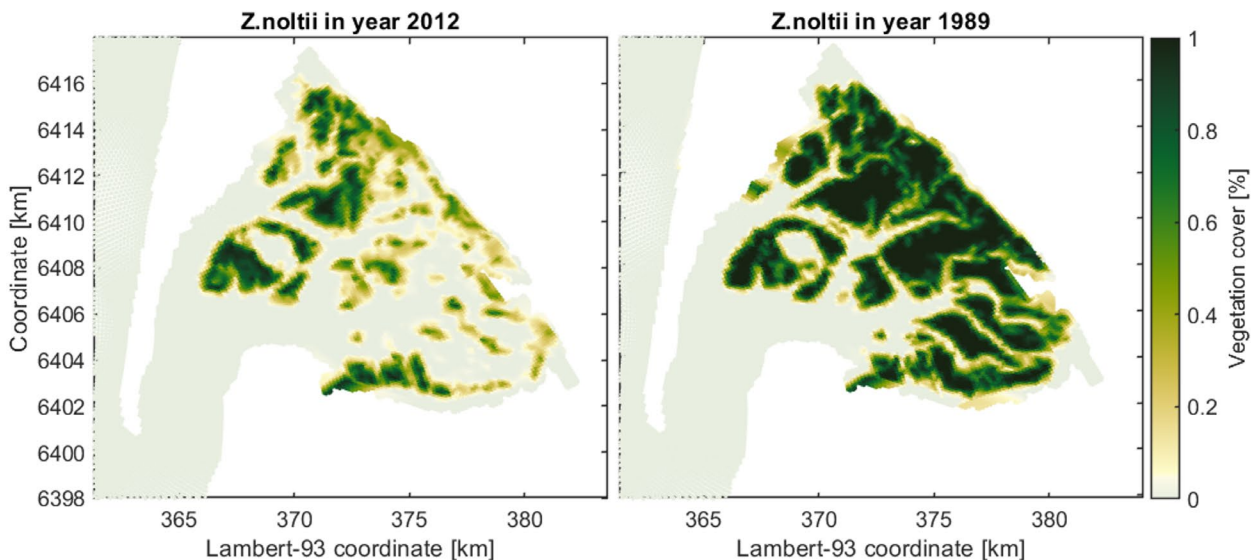 Z.noltii in year 2012
Z.noltii in year 1989
Coordinate [km]
6416
6414
6412
6410
6408
6406
6404
6402
6400
6398
365 370 375 380
365 370 375 380
Lambert-93 coordinate [km]
Lambert-93 coordinate [km]
1
0.8
0.6
0.4
0.2
0
Vegetation cover [%]